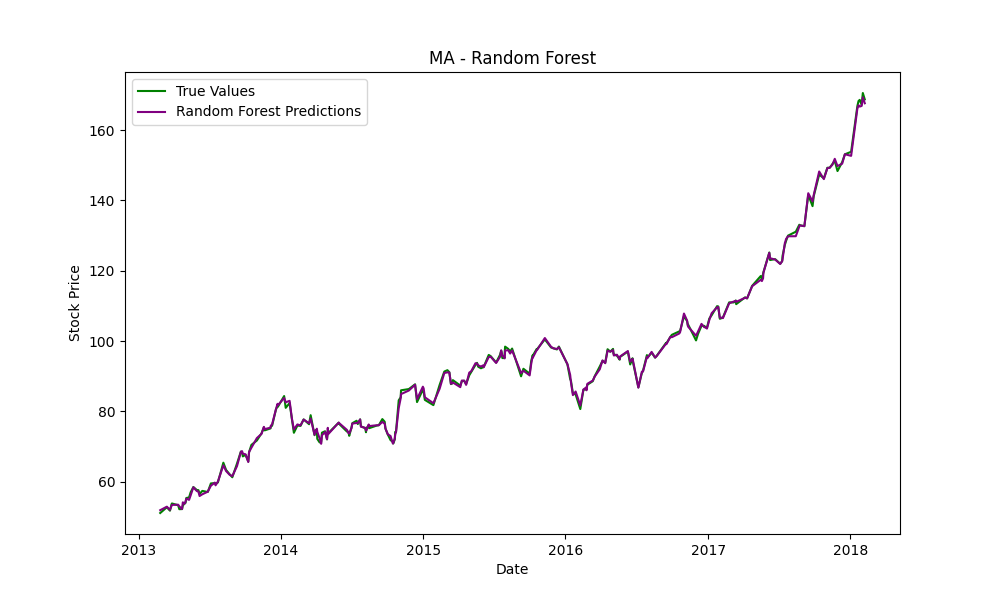 MA - Random Forest
True Values
Random Forest Predictions
Stock Price
160
140
120
100
80
60
2013 2014 2015 2016 2017 2018
Date